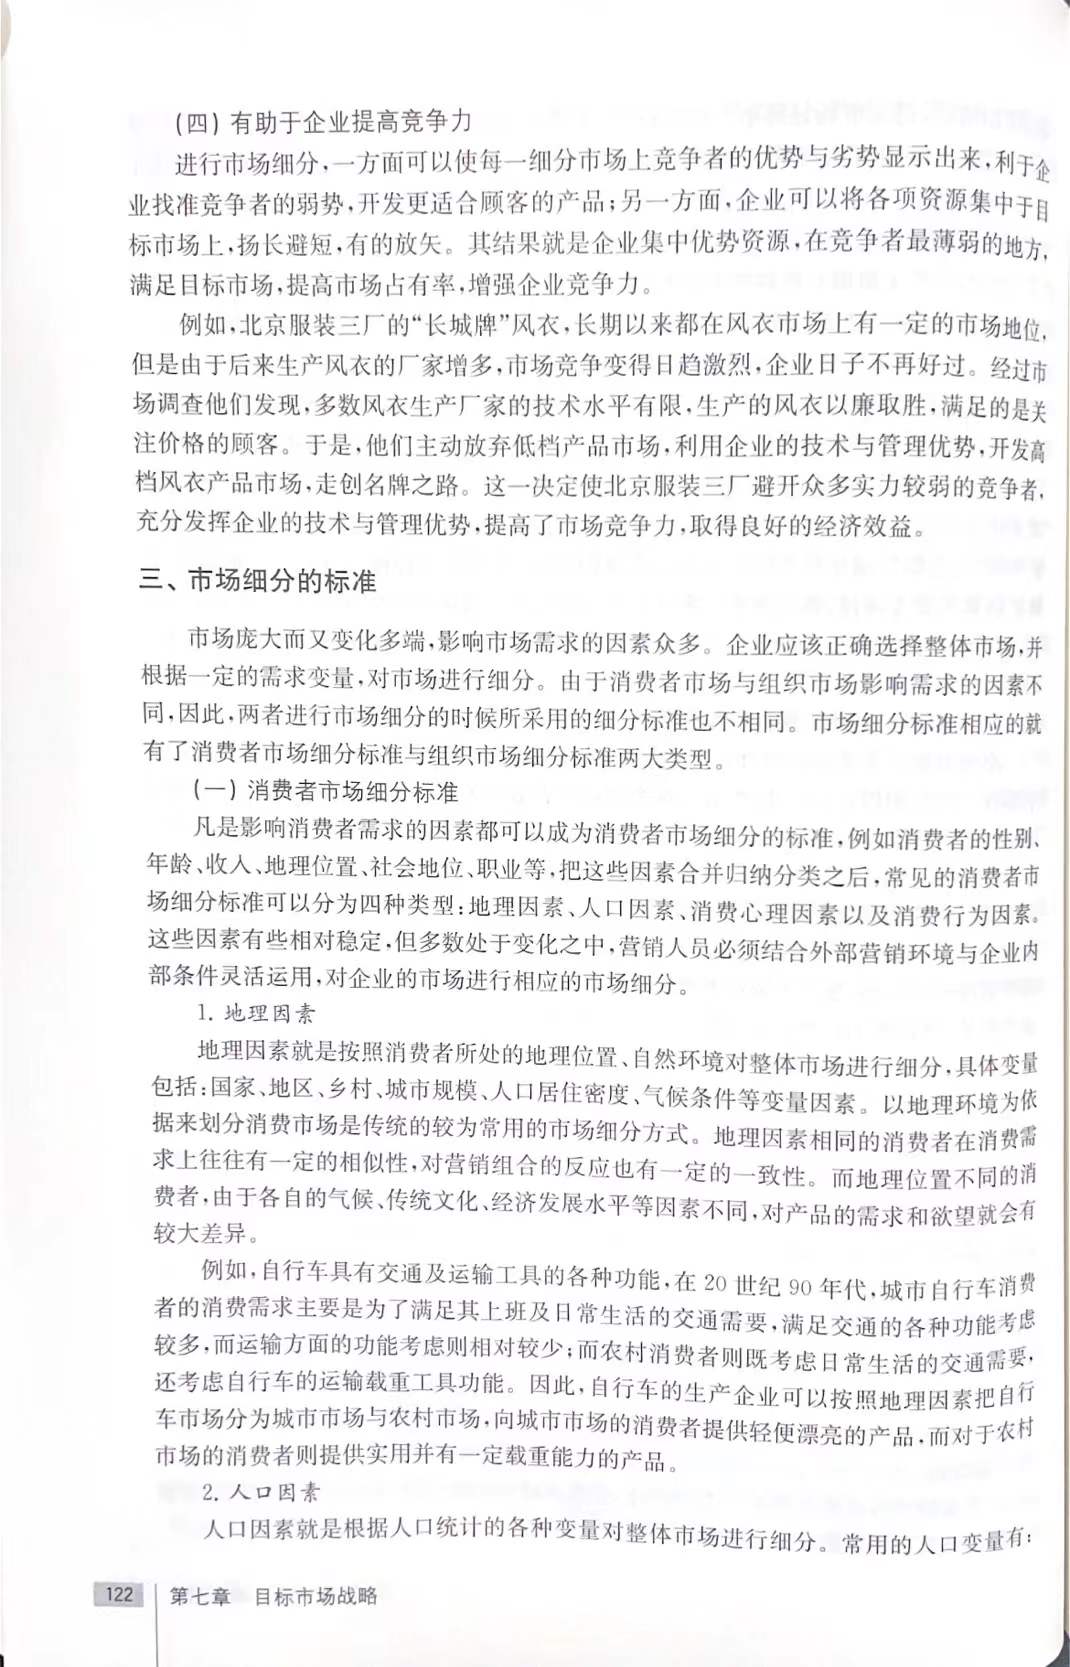 (四) 有助于企业提高竞争力
进行市场细分,一方面可以使每一细分市场上竞争者的优势与劣势显示出来,利于企
业找准竞争者的弱势,开发更适合顾客的产品;另一方面,企业可以将各项资源集中于目
标市场上,扬长避短,有的放矢。其结果就是企业集中优势资源,在竞争者最薄弱的地方,
满足目标市场,提高市场占有率,增强企业竞争力。
例如,北京服装三厂的“长城牌”风衣,长期以来都在风衣市场上有一定的市场地位,
但是由于后来生产风衣的厂家增多,市场竞争变得日趋激烈,企业日子不再好过。经过市
场调查他们发现,多数风衣生产厂家的技术水平有限,生产的风衣以廉取胜,满足的是关
注价格的顾客。于是,他们主动放弃低档产品市场,利用企业的技术与管理优势,开发高
档风衣产品市场,走创名牌之路。这一决定使北京服装三厂避开众多实力较弱的竞争者,
充分发挥企业的技术与管理优势,提高了市场竞争力,取得良好的经济效益。
三、市场细分的标准
市场庞大而又变化多端,影响市场需求的因素众多。企业应该正确选择整体市场,并
根据一定的需求变量,对市场进行细分。由于消费者市场与组织市场影响需求的因素不
同,因此,两者进行市场细分的时候所采用的细分标准也不相同。市场细分标准相应的就
有了消费者市场细分标准与组织市场细分标准两大类型。
(一) 消费者市场细分标准
凡是影响消费者需求的因素都可以成为消费者市场细分的标准,例如消费者的性别、
年龄、收入、地理位置、社会地位、职业等,把这些因素合并归纳分类之后,常见的消费者市
场细分标准可以分为四种类型:地理因素、人口因素、消费心理因素以及消费行为因素。
这些因素有些相对稳定,但多数处于变化之中,营销人员必须结合外部营销环境与企业内
部条件灵活运用,对企业的市场进行相应的市场细分。
1. 地理因素
地理因素就是按照消费者所处的地理位置、自然环境对整体市场进行细分,具体变量
包括:国家、地区、乡村、城市规模、人口居住密度、气候条件等变量因素。以地理环境为依
据来划分消费市场是传统的较为常用的市场细分方式。地理因素相同的消费者在消费需
求上往往有一定的相似性,对营销组合的反应也有一定的一致性。而地理位置不同的消
费者,由于各自的气候、传统文化、经济发展水平等因素不同,对产品的需求和欲望就会有
较大差异。
例如,自行车具有交通及运输工具的各种功能,在 20 世纪 90 年代,城市自行车消费
者的消费需求主要是为了满足其上班及日常生活的交通需要,满足交通的各种功能考虑
较多,而运输方面的功能考虑则相对较少;而农村消费者则既考虑日常生活的交通需要,
还考虑自行车的运输载重工具功能。因此,自行车的生产企业可以按照地理因素把自行
车市场分为城市市场与农村市场,向城市市场的消费者提供轻便漂亮的产品,而对于农村
市场的消费者则提供实用并有一定载重能力的产品。
2. 人口因素
人口因素就是根据人口统计的各种变量对整体市场进行细分。常用的人口变量有:
122 第七章 目标市场战略